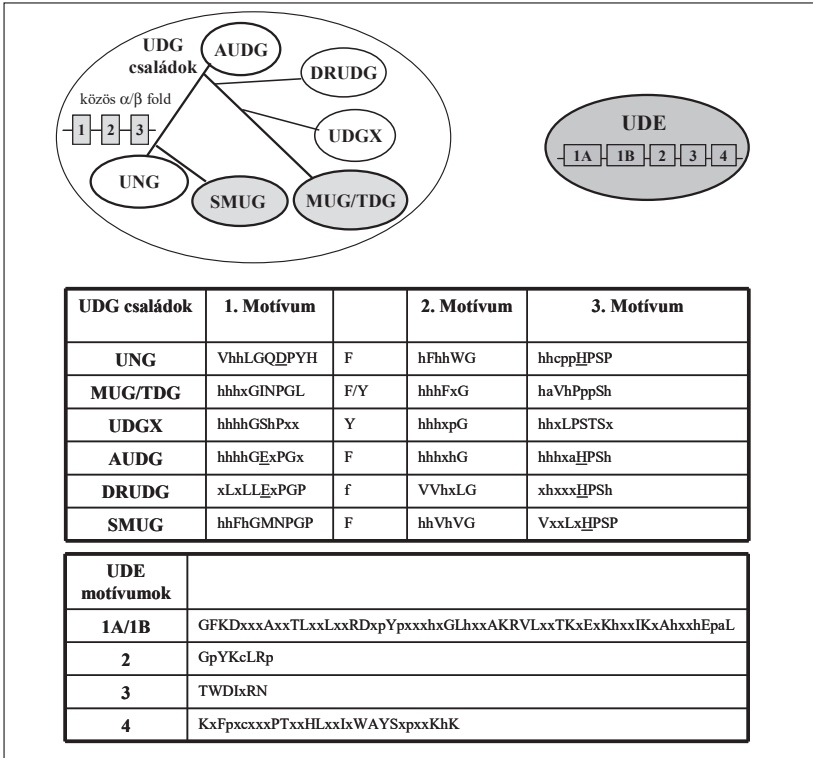 UDG
családok
AUDG
DRUDG
közös α/β fold
1 2 3
UDGX
UNG
SMUG
MUG/TDG
UDE
1A 1B 2 3 4
UDG családok 1. Motívum 2. Motívum 3. Motívum
UNG VhhLGQDPYH F hFhhWG hhcppHPSP
MUG/TDG hhhxGINPGL F/Y hhhFxG haVhPppSh
UDGX hhhhGShPxx Y hhhxpG hhxLPSTSx
AUDG hhhhGExPGx F hhhxhG hhhxaHPSh
DRUDG xLxLLExPGP f VVhxLG xhxxxHPSh
SMUG hhFhGMNPGP F hhVhVG VxxLxHPSP
UDE
motívumok
1A/1B GFKDxxxAxxTLxxLxxRDxpYpxxxhxGLhxxAKRVLxxTKxExKhxxIKxAhxxhEpaL
2 GpYKcLRp
3 TWDIxRN
4 KxFpxcxxxPTxxHLxxIxWAYSxpxxKhK